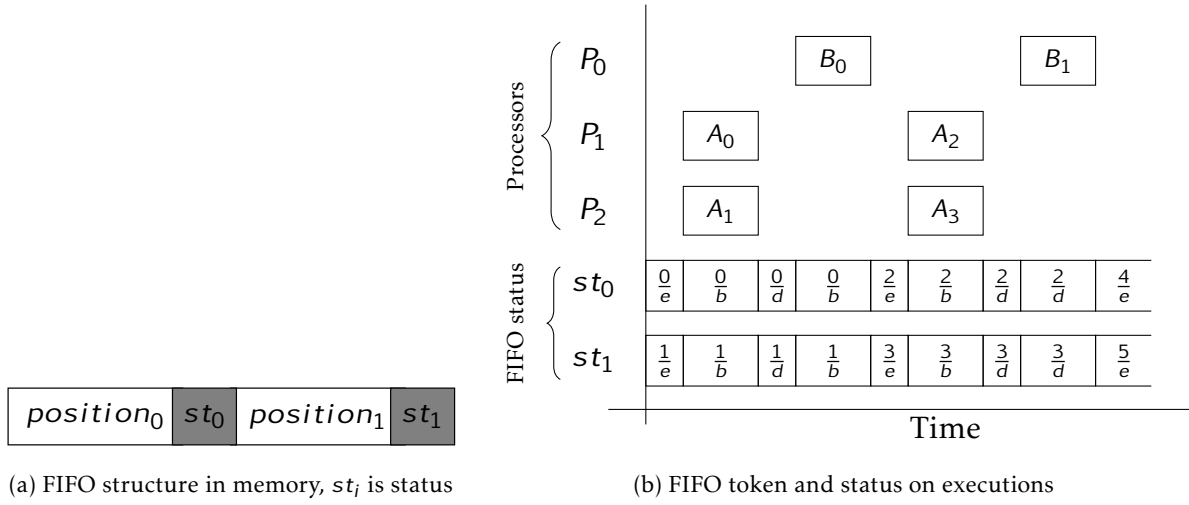 P0 B0 B1
Processors
P1 A0 A2
P2 A1 A3
FIFO status
st0 0/e 0/b 0/d 0/b 2/e 2/b 2/d 2/d 4/e
st1 1/e 1/b 1/d 1/b 3/e 3/b 3/d 3/d 5/e
position0 st0 position1 st1
Time
(a) FIFO structure in memory, sti is status
(b) FIFO token and status on executions